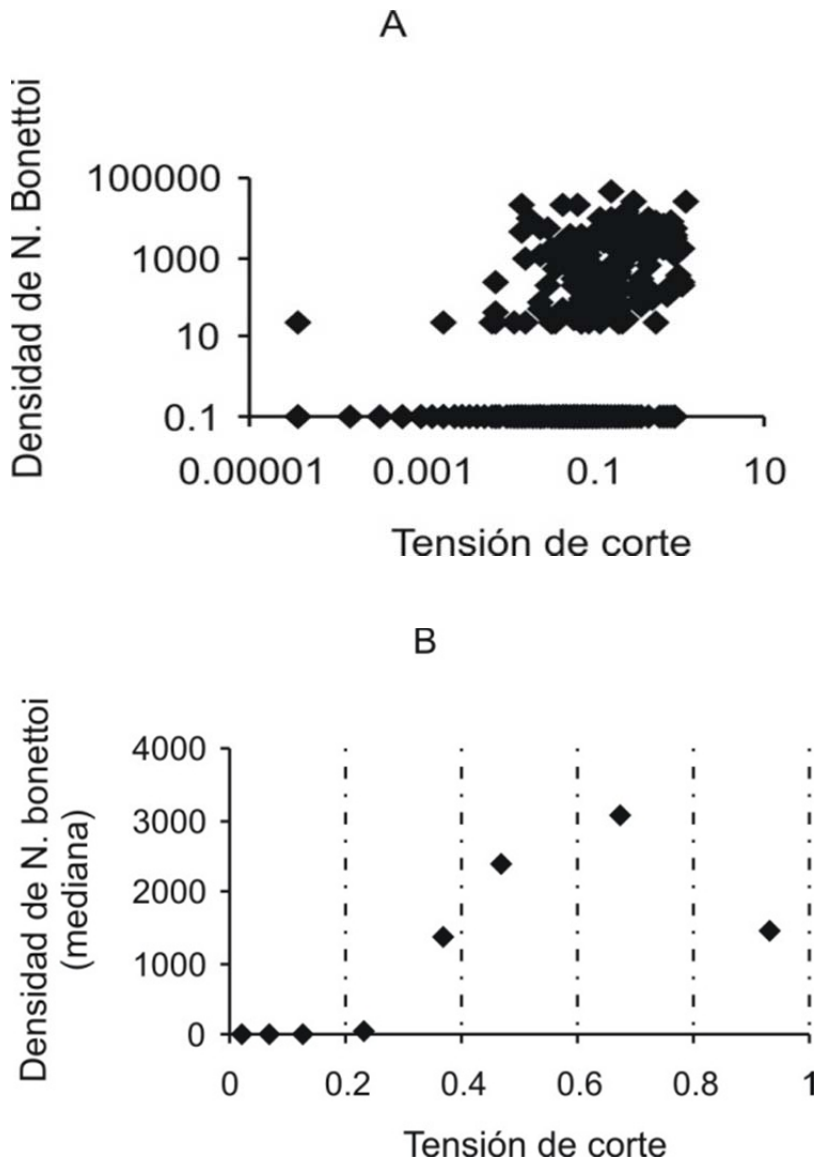 A
Densidad de N. Bonettoi
100000
1000
10
0.1
0.00001 0.001 0.1 10
Tensión de corte
B
Densidad de N. bonettoi
(mediana)
4000
3000
2000
1000
0
0 0.2 0.4 0.6 0.8 1
Tensión de corte